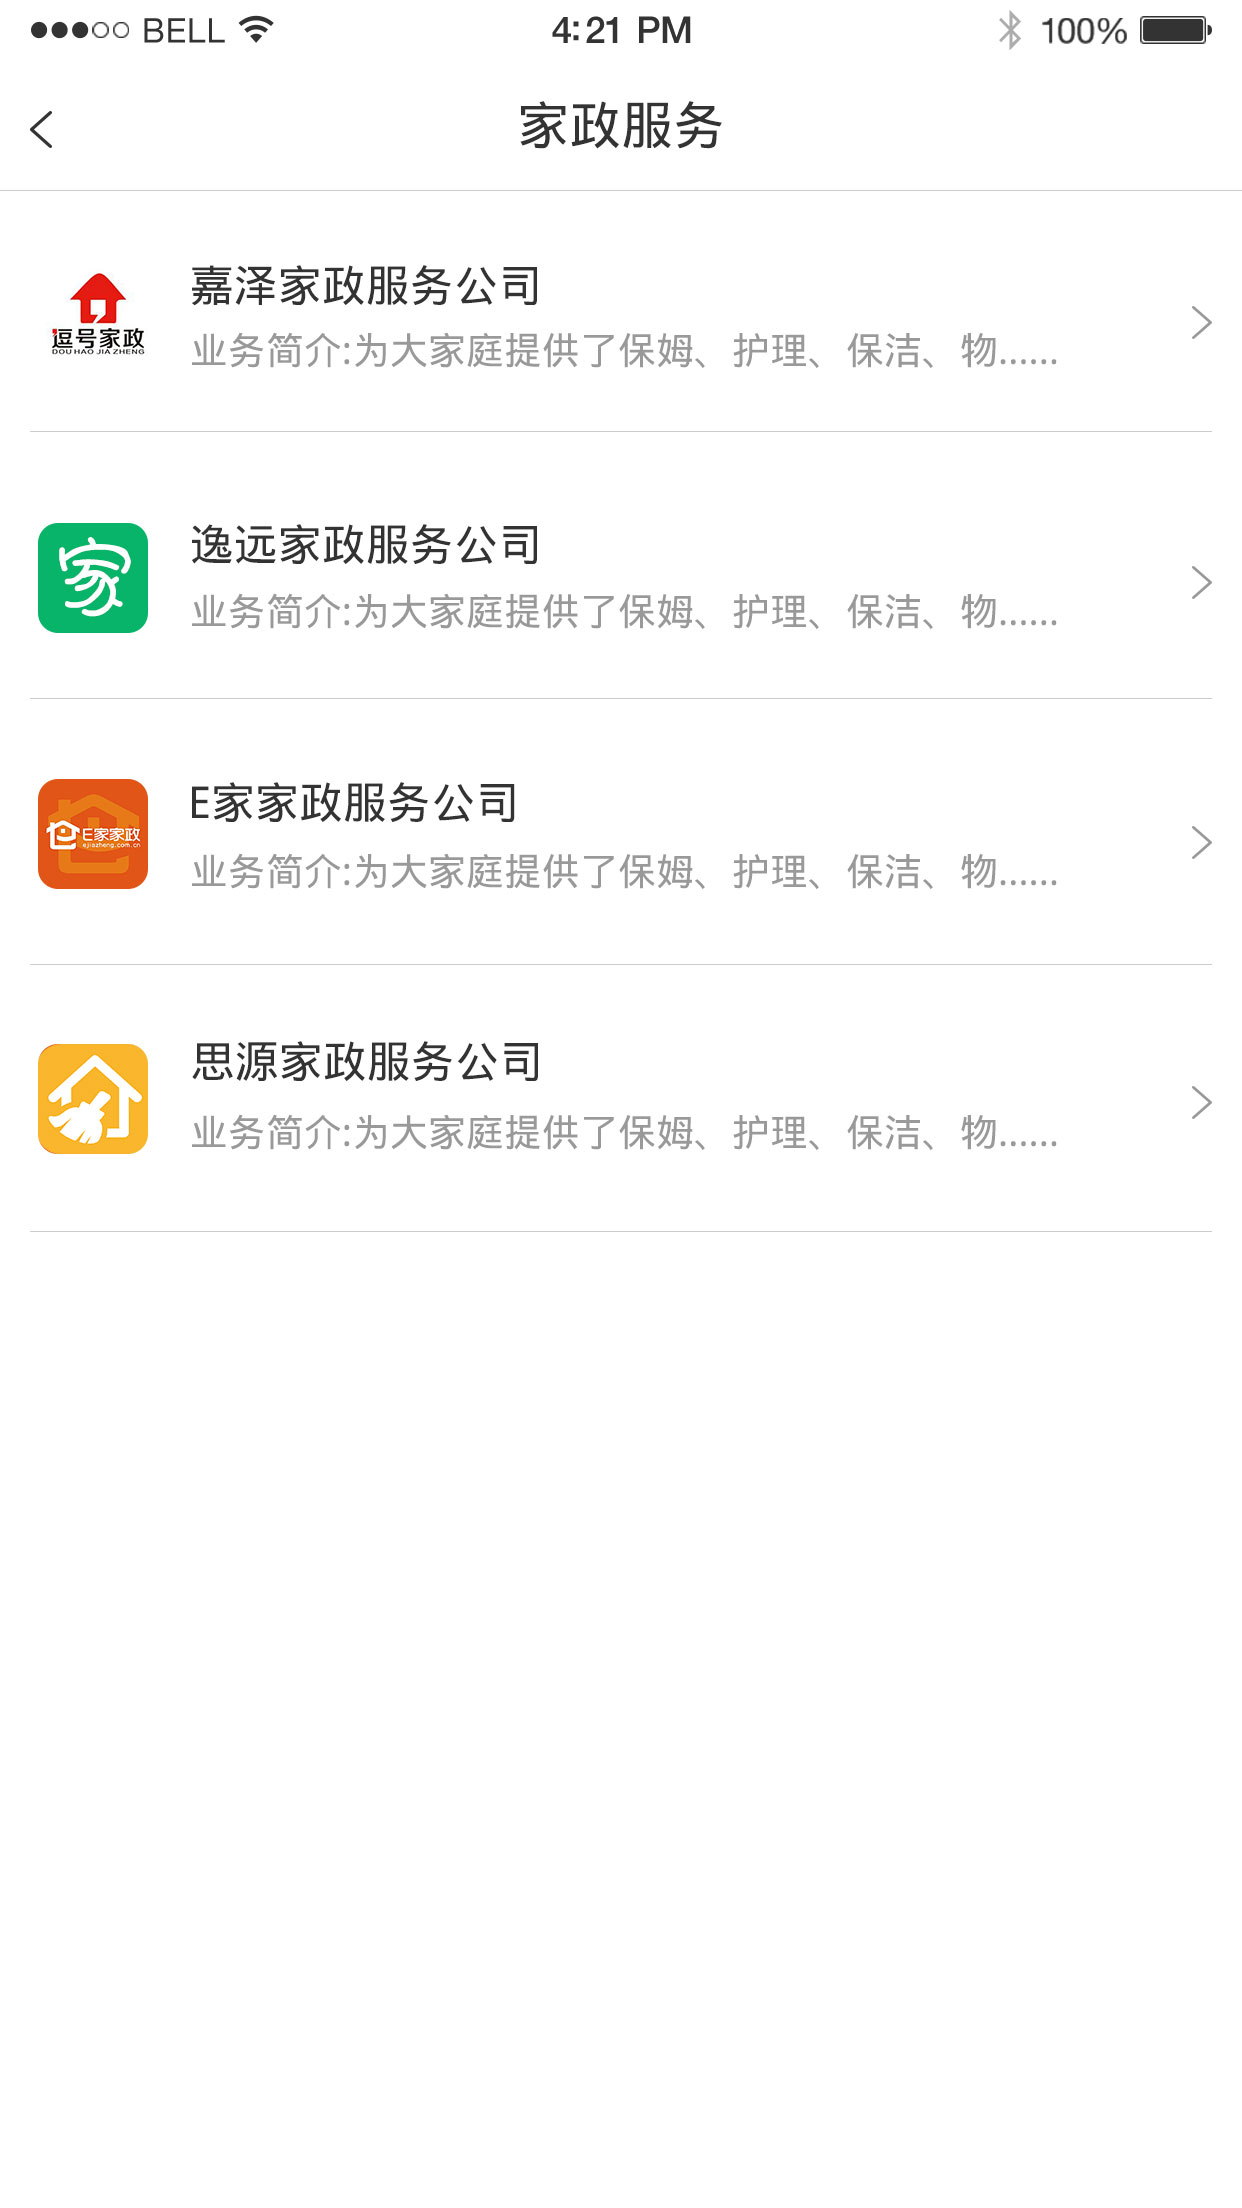 BELL 4:21 PM 100%
家政服务
嘉泽家政服务公司
逗号家政
DOU HAO JIA ZHENG
业务简介:为大家庭提供了保姆、护理、保洁、物......
家
逸远家政服务公司
业务简介:为大家庭提供了保姆、护理、保洁、物......
E家家政服务公司
E家家政
ejiazheng.com.cn
业务简介:为大家庭提供了保姆、护理、保洁、物......
思源家政服务公司
业务简介:为大家庭提供了保姆、护理、保洁、物......